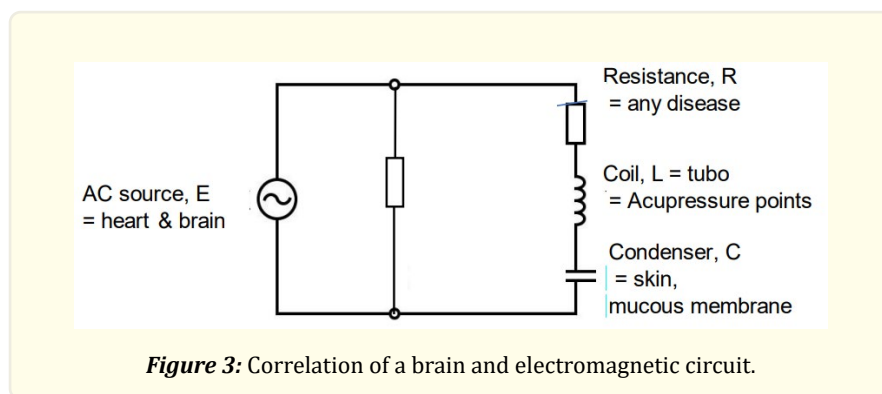 Resistance, R
= any disease
AC source, E
= heart & brain
Coil, L = tubo
= Acupressure points
Condenser, C
= skin,
mucous membrane
Figure 3: Correlation of a brain and electromagnetic circuit.